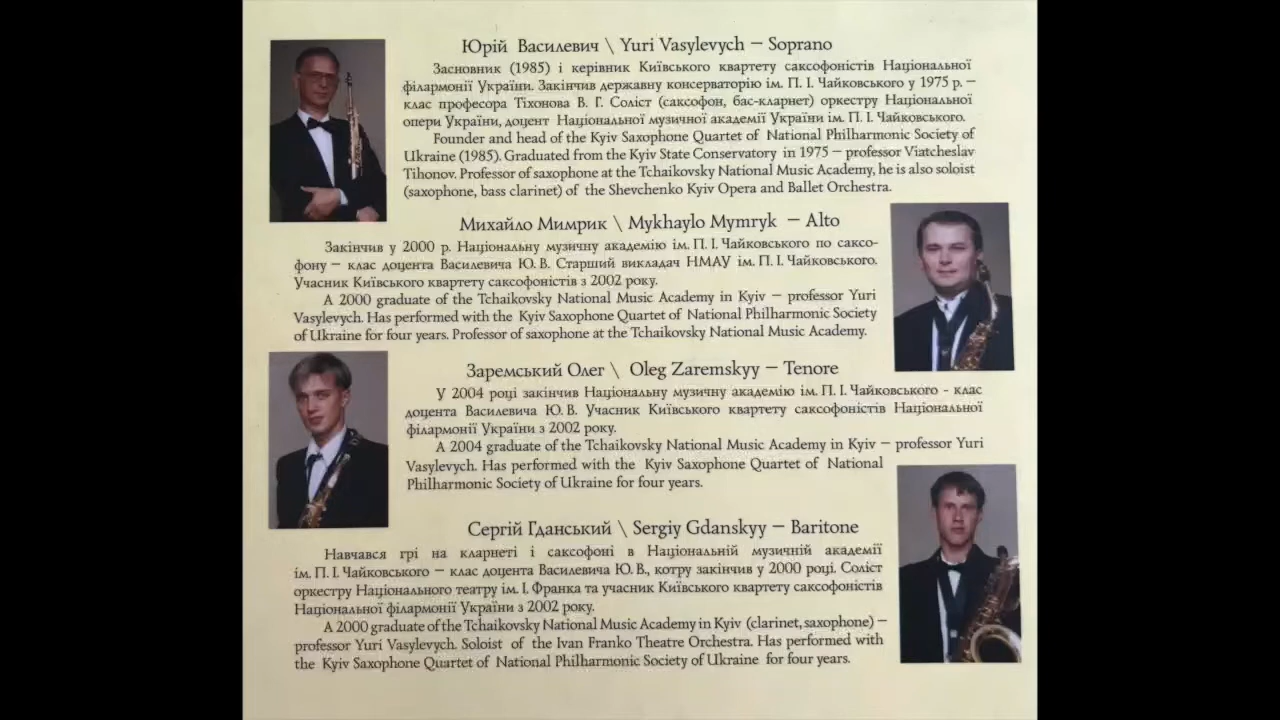 Юрій Василевич \ Yuri Vasylevych – Soprano
Засновник (1985) і керівник Київського квартету саксофоністів Національної
філармонії України. Закінчив державну консерваторію ім. П. І. Чайковського у 1975 р. –
клас професора Тіхонова В. Г. Соліст (саксофон, бас-кларнет) оркестру Національної
опери України, доцент Національної музичної академії України ім. П. І. Чайковського.
Founder and head of the Kyiv Saxophone Quartet of National Philharmonic Society of
Ukraine (1985). Graduated from the Kyiv State Conservatory in 1975 – professor Viatcheslav
Tihonov. Professor of saxophone at the Tchaikovsky National Music Academy, he is also soloist
(saxophone, bass clarinet) of the Shevchenko Kyiv Opera and Ballet Orchestra.
Михайло Мимрик \ Mykhaylo Mymryk – Alto
Закінчив у 2000 р. Національну музичну академію ім. П. І. Чайковського по саксо-
фону – клас доцента Василевича Ю. В. Старший викладач НМАУ ім. П. І. Чайковського.
Учасник Київського квартету саксофоністів з 2002 року.
A 2000 graduate of the Tchaikovsky National Music Academy in Kyiv – professor Yuri
Vasylevych. Has performed with the Kyiv Saxophone Quartet of National Philharmonic Society
of Ukraine for four years. Professor of saxophone at the Tchaikovsky National Music Academy.
Заремський Олег \ Oleg Zaremskyy – Tenore
У 2004 році закінчив Національну музичну академію ім. П. І. Чайковського - клас
доцента Василевича Ю. В. Учасник Київського квартету саксофоністів Національної
філармонії України з 2002 року.
A 2004 graduate of the Tchaikovsky National Music Academy in Kyiv – professor Yuri
Vasylevych. Has performed with the Kyiv Saxophone Quartet of National
Philharmonic Society of Ukraine for four years.
Сергій Гданський \ Sergiy Gdanskyy – Baritone
Навчався грі на кларнеті і саксофоні в Національній музичній академії
ім. П. І. Чайковського – клас доцента Василевича Ю. В., котру закінчив у 2000 році. Соліст
оркестру Національного театру ім. І. Франка та учасник Київського квартету саксофоністів
Національної філармонії України з 2002 року.
A 2000 graduate of the Tchaikovsky National Music Academy in Kyiv (clarinet, saxophone) –
professor Yuri Vasylevych. Soloist of the Ivan Franko Theatre Orchestra. Has performed with
the Kyiv Saxophone Quartet of National Philharmonic Society of Ukraine for four years.